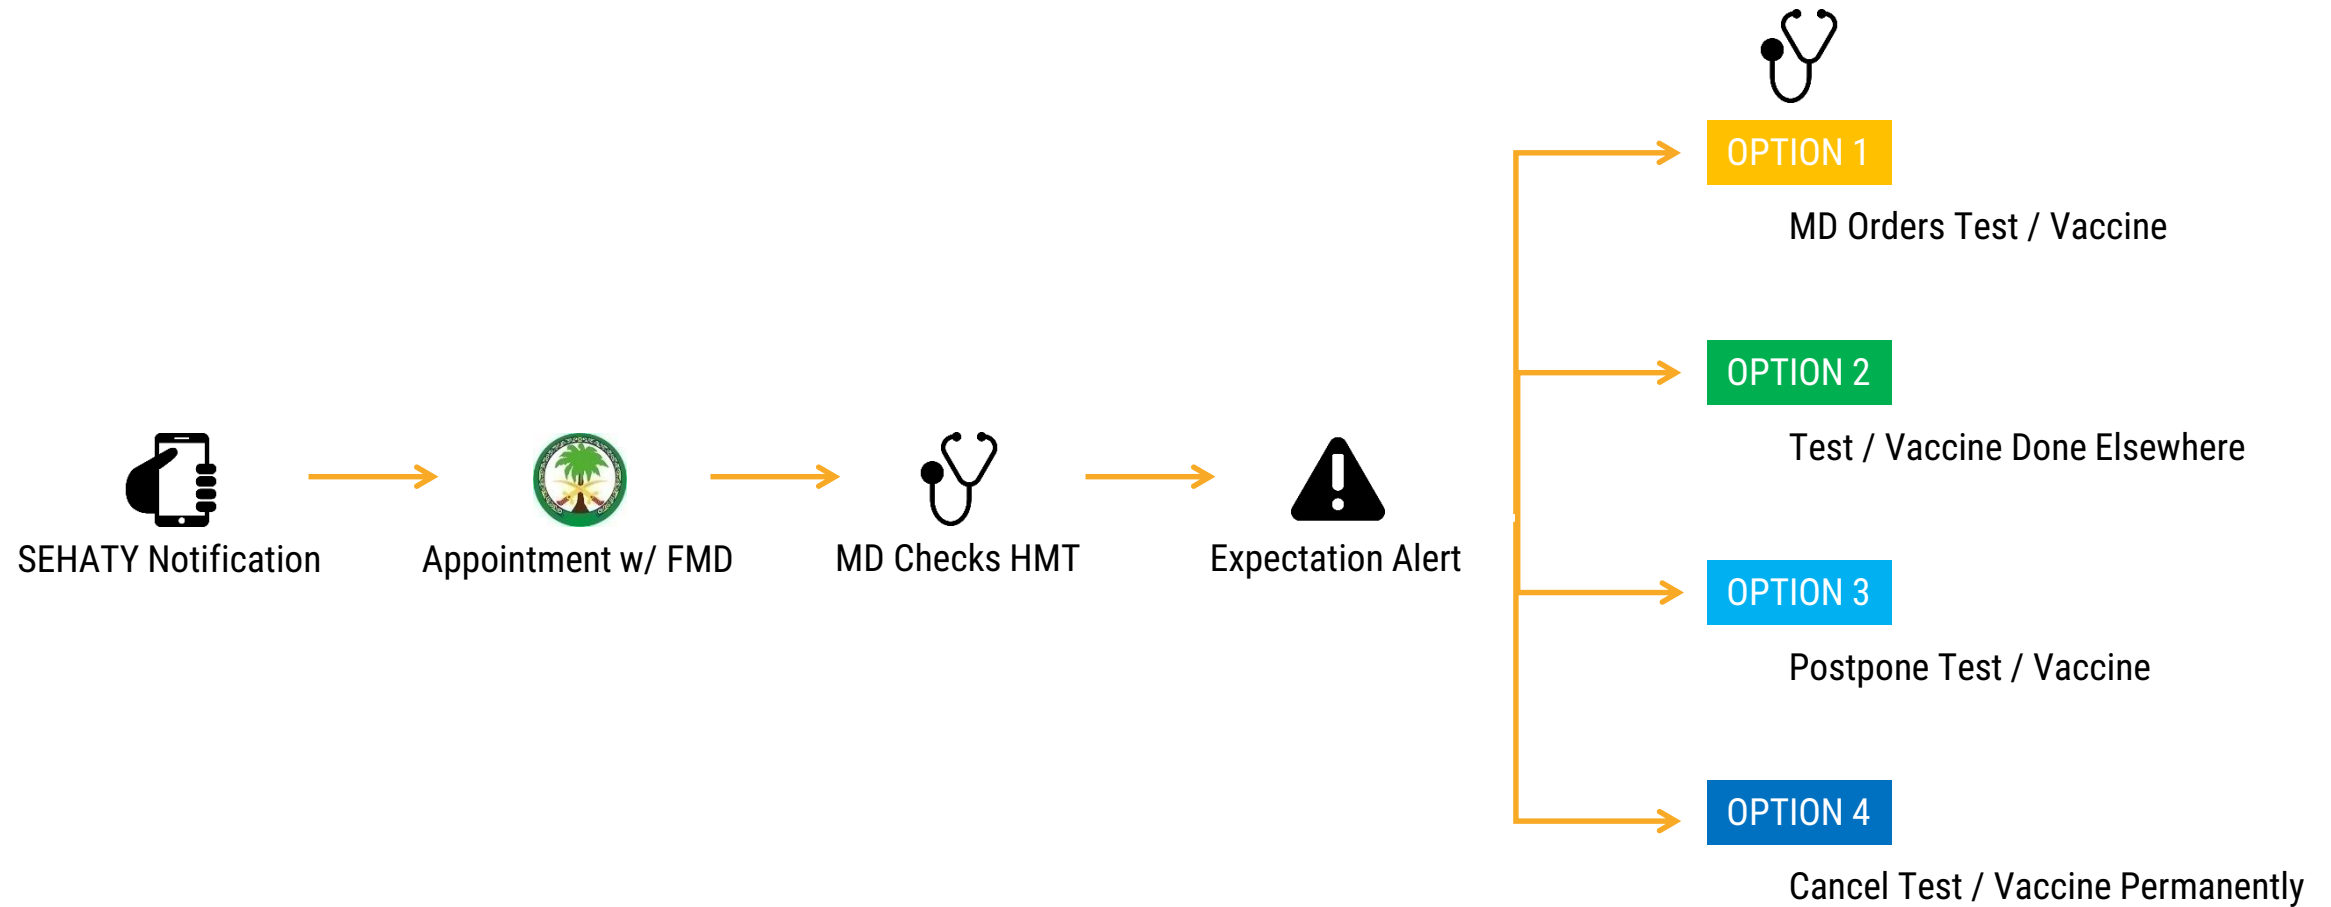 SEHATY Notification
Appointment w/ FMD
MD Checks HMT
Expectation Alert
OPTION 1
MD Orders Test / Vaccine
OPTION 2
Test / Vaccine Done Elsewhere
OPTION 3
Postpone Test / Vaccine
OPTION 4
Cancel Test / Vaccine Permanently